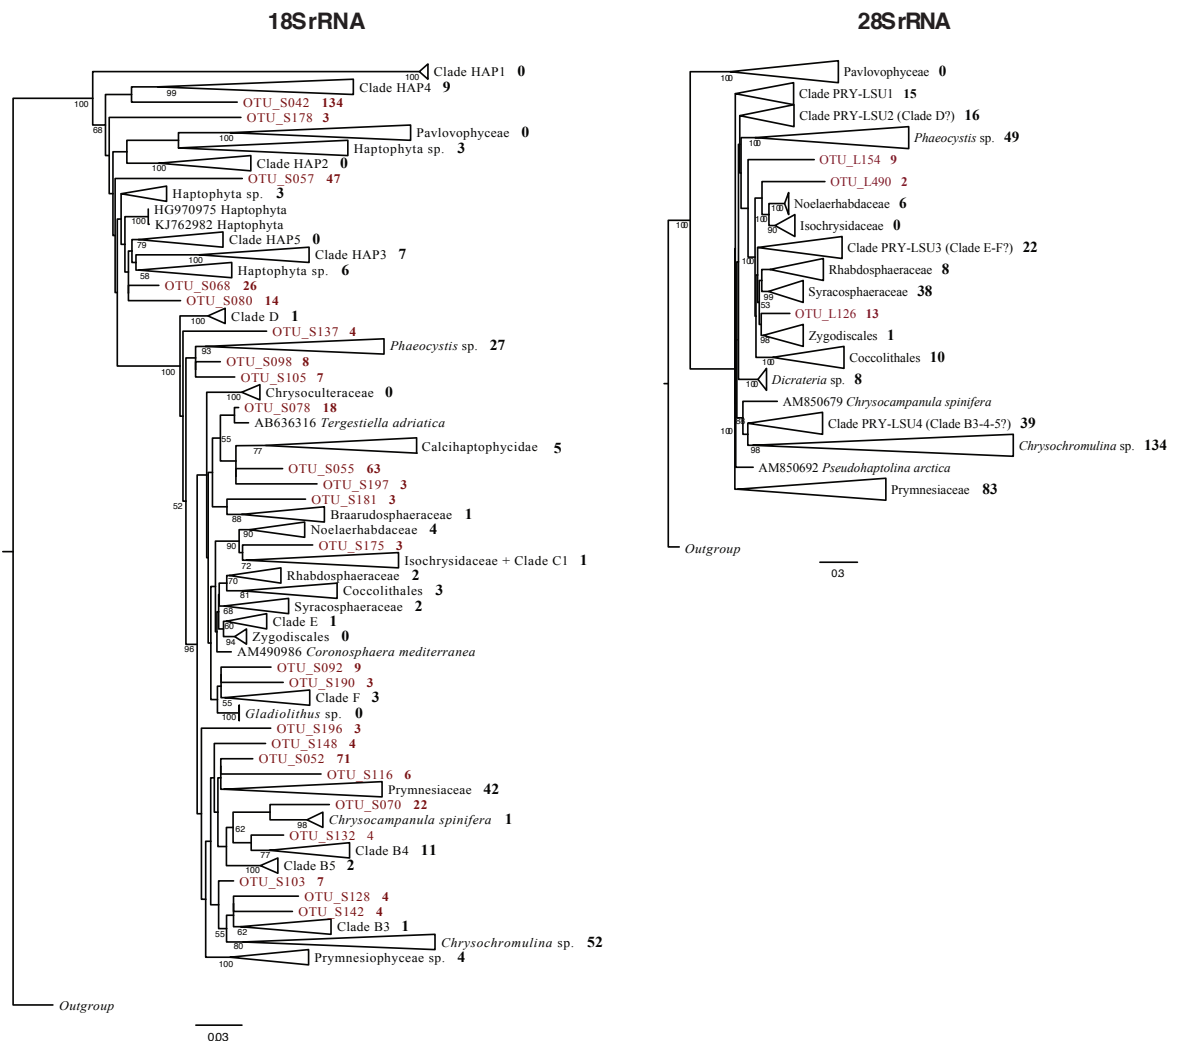 18SrRNA
100 Clade HAP1 0
99 Clade HAP4 9
100
OTU_S042 134
68
OTU_S178 3
100 Pavlovophyceae 0
Haptophyta sp. 3
100 Clade HAP2 0
OTU_S057 47
Haptophyta sp. 3
HG970975 Haptophyta
100
KJ762982 Haptophyta
79 Clade HAP5 0
100 Clade HAP3 7
58 Haptophyta sp. 6
OTU_S068 26
OTU_S080 14
100 Clade D 1
OTU_S137 4
93 Phaeocystis sp. 27
OTU_S098 8
100
OTU_S105 7
100 Chrysoculteraceae 0
OTU_S078 18
AB636316 Tergestiella adriatica
55
77 Calcihaptophycidae 5
OTU_S055 63
OTU_S197 3
OTU_S181 3
52
88 Braarudosphaeraceae 1
90 Noelaerhabdaceae 4
90
OTU_S175 3
72 Isochrysidaceae + Clade C1 1
70 Rhabdosphaeraceae 2
81 Coccolithales 3
68 Syracosphaeraceae 2
60 Clade E 1
94 Zygodiscales 0
96
AM490986 Coronosphaera mediterranea
OTU_S092 9
OTU_S190 3
55 Clade F 3
100 Gladiolithus sp. 0
OTU_S196 3
OTU_S148 4
OTU_S052 71
OTU_S116 6
Prymnesiaceae 42
OTU_S070 22
98 Chrysocampanula spinifera 1
62
OTU_S132 4
77 Clade B4 11
100 Clade B5 2
OTU_S103 7
OTU_S128 4
OTU_S142 4
55
62 Clade B3 1
80 Chrysochromulina sp. 52
100 Prymnesiophyceae sp. 4
Outgroup
0.03
28SrRNA
100 Pavlovophyceae 0
Clade PRY-LSU1 15
Clade PRY-LSU2 (Clade D?) 16
100 Phaeocystis sp. 49
OTU_L154 9
OTU_L490 2
100 Noelaerhabdaceae 6
100
100
90 Isochrysidaceae 0
Clade PRY-LSU3 (Clade E-F?) 22
100
Rhabdosphaeraceae 8
99 Syracosphaeraceae 38
53
OTU_L126 13
98 Zygodiscales 1
100 Coccolithales 10
100 Dicrateria sp. 8
AM850679 Chrysocampanula spinifera
Clade PRY-LSU4 (Clade B3-4-5?) 39
100
98 Chrysochromulina sp. 134
AM850692 Pseudohaptolina arctica
Prymnesiaceae 83
Outgroup
0.3